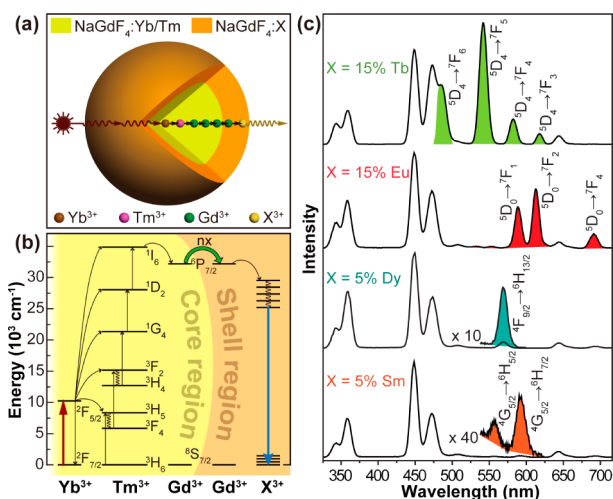 (a)
NaGdF4:Yb/Tm
NaGdF4:X
Yb³⁺
Tm³⁺
Gd³⁺
X³⁺
(b)
nx
¹I₆
⁶P₇/₂
¹D₂
¹G₄
³F₂
³H₄
²F₅/₂
³H₅
³F₄
²F₇/₂
³H₆
⁸S₇/₂
Core region
Shell region
Energy (10³ cm⁻¹)
30
25
20
15
10
5
0
Yb³⁺
Tm³⁺
Gd³⁺
Gd³⁺
X³⁺
(c)
Intensity
X = 15% Tb
⁵D₄→⁷F₆
⁵D₄→⁷F₅
⁵D₄→⁷F₄
⁵D₄→⁷F₃
X = 15% Eu
⁵D₀→⁷F₁
⁵D₀→⁷F₂
⁵D₀→⁷F₄
X = 5% Dy
x 10
⁴F₉/₂→⁶H₁₃/₂
X = 5% Sm
x 40
⁴G₅/₂→⁶H₅/₂
⁴G₅/₂→⁶H₇/₂
350 400 450 500 550 600 650 700
Wavelength (nm)